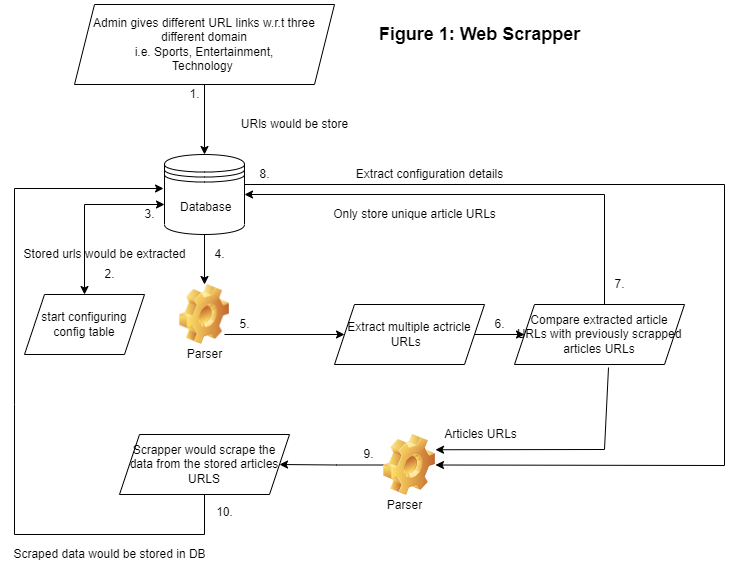 Figure 1: Web Scrapper
Admin gives different URL links w.r.t three
different domain
i.e. Sports, Entertainment,
Technology
1.
URIs would be store
8.
Extract configuration details
Database
3.
Only store unique article URLs
Stored urls would be extracted
4.
2.
7.
start configuring
config table
Parser
5.
Extract multiple actricle
URLs
6.
Compare extracted article
URLs with previously scrapped
articles URLs
Articles URLs
Scrapper would scrape the
data from the stored articles
URLS
9.
Parser
10.
Scraped data would be stored in DB